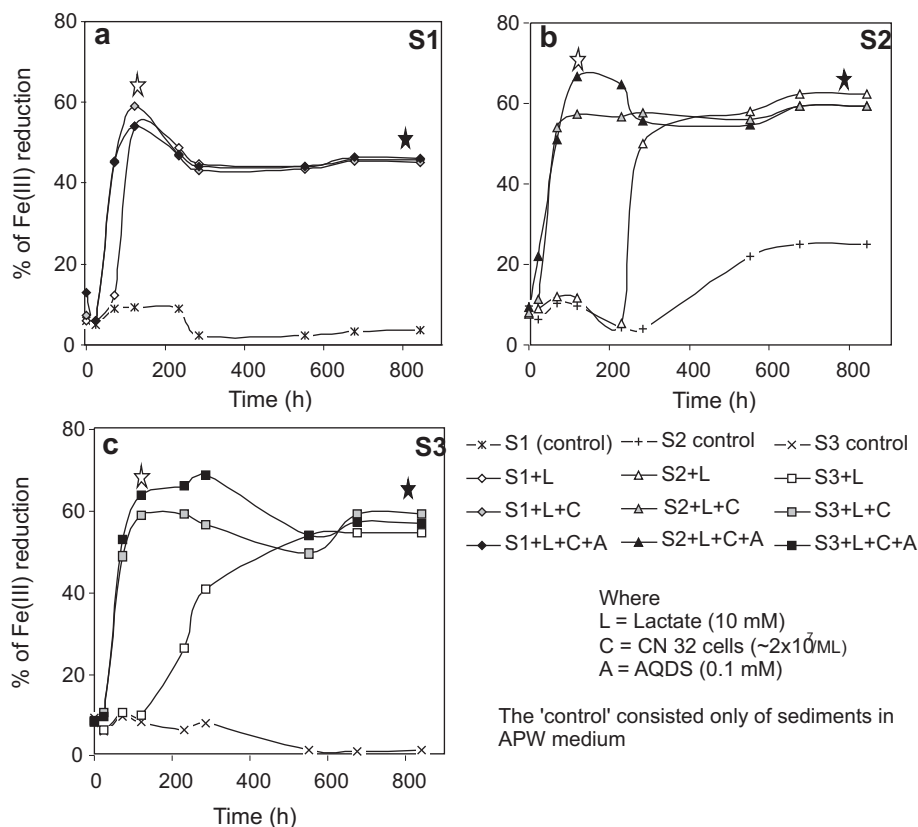 a
S1
80
60
40
20
0
% of Fe(III) reduction
0 200 400 600 800
Time (h)
b
S2
80
60
40
20
0
0 200 400 600 800
Time (h)
c
S3
80
60
40
20
0
% of Fe(III) reduction
0 200 400 600 800
Time (h)
S1 (control) S2 control S3 control
S1+L S2+L S3+L
S1+L+C S2+L+C S3+L+C
S1+L+C+A S2+L+C+A S3+L+C+A
Where
L = Lactate (10 mM)
C = CN 32 cells (~2x10⁷/ML)
A = AQDS (0.1 mM)
The 'control' consisted only of sediments in
APW medium